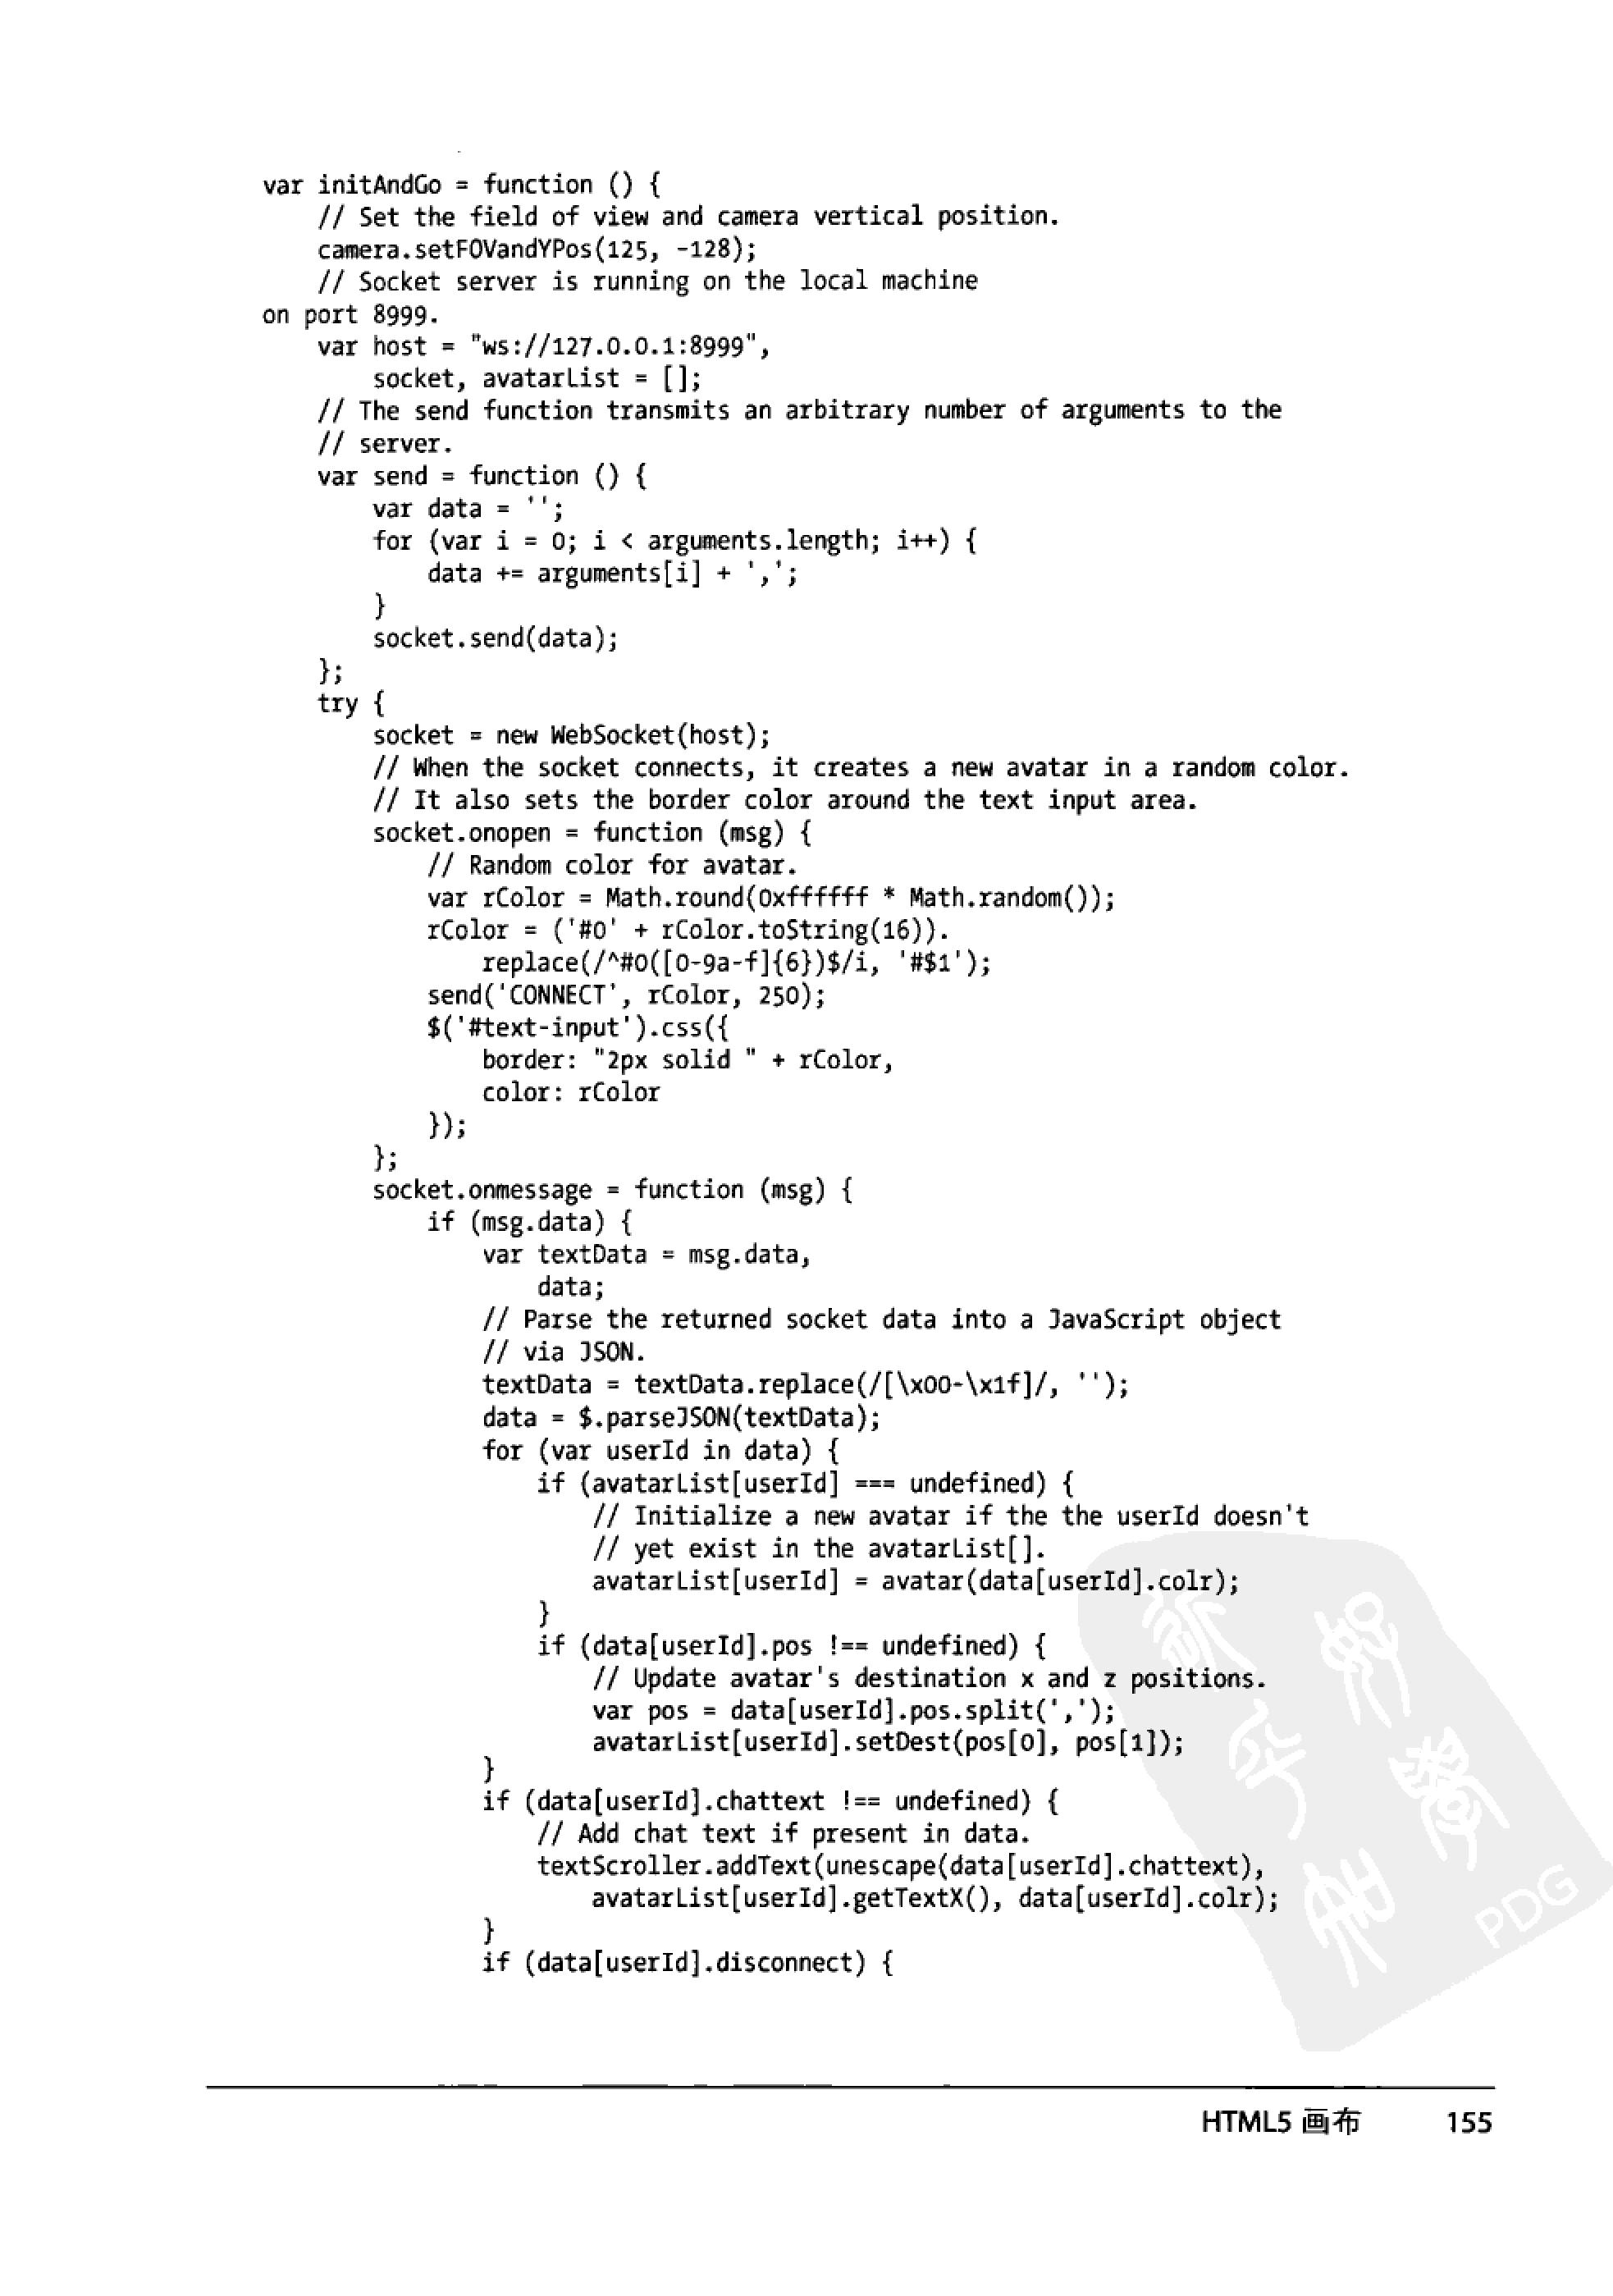 var initAndGo = function () {
    // Set the field of view and camera vertical position.
    camera.setFOVandYPos(125, -128);
    // Socket server is running on the local machine
on port 8999.
    var host = "ws://127.0.0.1:8999",
        socket, avatarList = [];
    // The send function transmits an arbitrary number of arguments to the
    // server.
    var send = function () {
        var data = '';
        for (var i = 0; i < arguments.length; i++) {
            data += arguments[i] + ',';
        }
        socket.send(data);
    };
    try {
        socket = new WebSocket(host);
        // When the socket connects, it creates a new avatar in a random color.
        // It also sets the border color around the text input area.
        socket.onopen = function (msg) {
            // Random color for avatar.
            var rColor = Math.round(0xffffff * Math.random());
            rColor = ('#0' + rColor.toString(16)).
                replace(/^#0([0-9a-f]{6})$/i, '#$1');
            send('CONNECT', rColor, 250);
            $('#text-input').css({
                border: "2px solid " + rColor,
                color: rColor
            });
        };
        socket.onmessage = function (msg) {
            if (msg.data) {
                var textData = msg.data,
                    data;
                // Parse the returned socket data into a JavaScript object
                // via JSON.
                textData = textData.replace(/[\x00-\x1f]/, '');
                data = $.parseJSON(textData);
                for (var userId in data) {
                    if (avatarList[userId] === undefined) {
                        // Initialize a new avatar if the the userId doesn't
                        // yet exist in the avatarList[].
                        avatarList[userId] = avatar(data[userId].colr);
                    }
                    if (data[userId].pos !== undefined) {
                        // Update avatar's destination x and z positions.
                        var pos = data[userId].pos.split(',');
                        avatarList[userId].setDest(pos[0], pos[1]);
                }
                if (data[userId].chattext !== undefined) {
                    // Add chat text if present in data.
                    textScroller.addText(unescape(data[userId].chattext),
                        avatarList[userId].getTextX(), data[userId].colr);
                }
                if (data[userId].disconnect) {
PDG
HTML5 画布 155